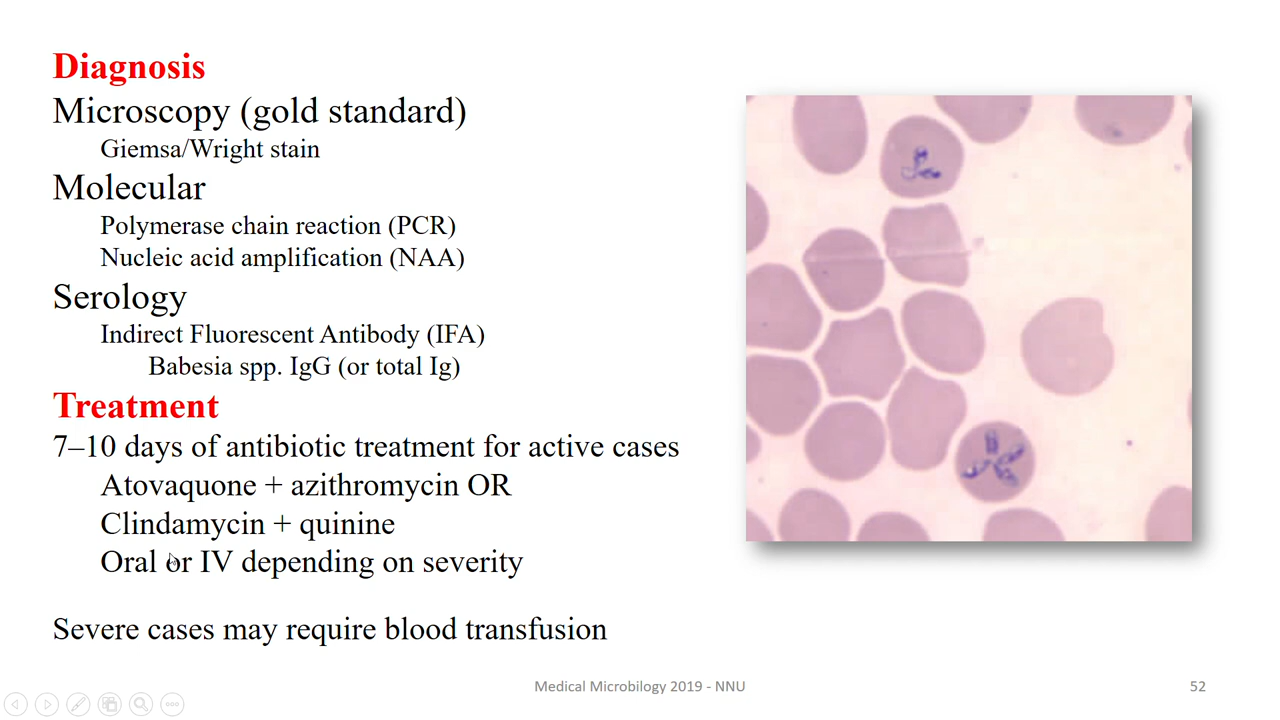 Diagnosis
Microscopy (gold standard)
Giemsa/Wright stain
Molecular
Polymerase chain reaction (PCR)
Nucleic acid amplification (NAA)
Serology
Indirect Fluorescent Antibody (IFA)
Babesia spp. IgG (or total Ig)
Treatment
7–10 days of antibiotic treatment for active cases
Atovaquone + azithromycin OR
Clindamycin + quinine
Oral or IV depending on severity
Severe cases may require blood transfusion
Medical Microbilogy 2019 - NNU
52